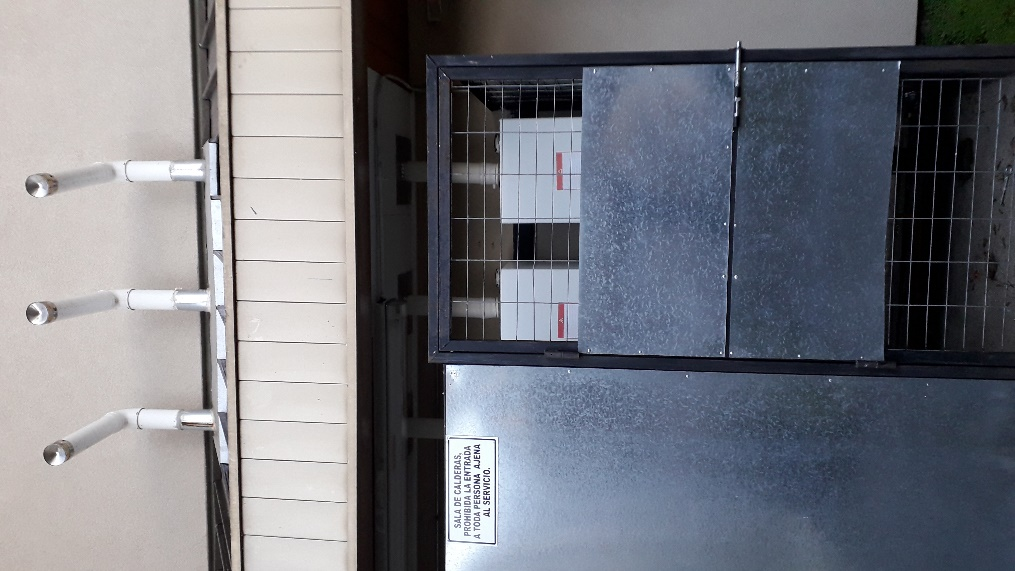 SALA DE CALDERAS,
PROHIBIDA LA ENTRADA
A TODA PERSONA AJENA
AL SERVICIO.